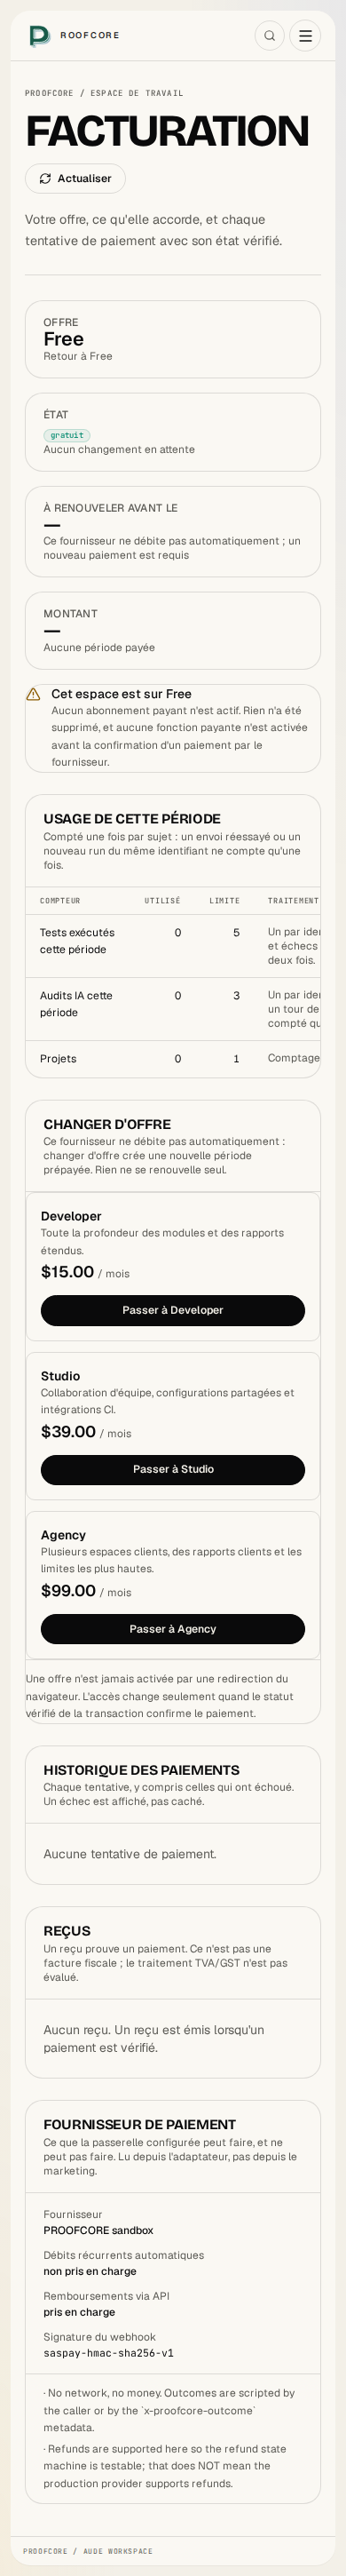 PROOFCORE
PROOFCORE / ESPACE DE TRAVAIL
FACTURATION
Actualiser
Votre offre, ce qu'elle accorde, et chaque
tentative de paiement avec son état vérifié.
OFFRE
Free
Retour à Free
ÉTAT
gratuit
Aucun changement en attente
À RENOUVELER AVANT LE
—
Ce fournisseur ne débite pas automatiquement ; un
nouveau paiement est requis
MONTANT
—
Aucune période payée
Cet espace est sur Free
Aucun abonnement payant n'est actif. Rien n'a été
supprimé, et aucune fonction payante n'est activée
avant la confirmation d'un paiement par le
fournisseur.
USAGE DE CETTE PÉRIODE
Compté une fois par sujet : un envoi réessayé ou un
nouveau run du même identifiant ne compte qu'une
fois.
COMPTEUR UTILISÉ LIMITE TRAITEMENT
Tests exécutés cette période 0 5 Un par iden
et échecs
deux fois.
Audits IA cette période 0 3 Un par iden
un tour de
compté qu
Projets 0 1 Comptage
CHANGER D'OFFRE
Ce fournisseur ne débite pas automatiquement :
changer d'offre crée une nouvelle période
prépayée. Rien ne se renouvelle seul.
Developer
Toute la profondeur des modules et des rapports
étendus.
$15.00 / mois
Passer à Developer
Studio
Collaboration d'équipe, configurations partagées et
intégrations CI.
$39.00 / mois
Passer à Studio
Agency
Plusieurs espaces clients, des rapports clients et les
limites les plus hautes.
$99.00 / mois
Passer à Agency
Une offre n'est jamais activée par une redirection du
navigateur. L'accès change seulement quand le statut
vérifié de la transaction confirme le paiement.
HISTORIQUE DES PAIEMENTS
Chaque tentative, y compris celles qui ont échoué.
Un échec est affiché, pas caché.
Aucune tentative de paiement.
REÇUS
Un reçu prouve un paiement. Ce n'est pas une
facture fiscale ; le traitement TVA/GST n'est pas
évalué.
Aucun reçu. Un reçu est émis lorsqu'un
paiement est vérifié.
FOURNISSEUR DE PAIEMENT
Ce que la passerelle configurée peut faire, et ne
peut pas faire. Lu depuis l'adaptateur, pas depuis le
marketing.
Fournisseur
PROOFCORE sandbox
Débits récurrents automatiques
non pris en charge
Remboursements via API
pris en charge
Signature du webhook
saspay-hmac-sha256-v1
· No network, no money. Outcomes are scripted by
the caller or by the `x-proofcore-outcome`
metadata.
· Refunds are supported here so the refund state
machine is testable; that does NOT mean the
production provider supports refunds.
PROOFCORE / AUDE WORKSPACE